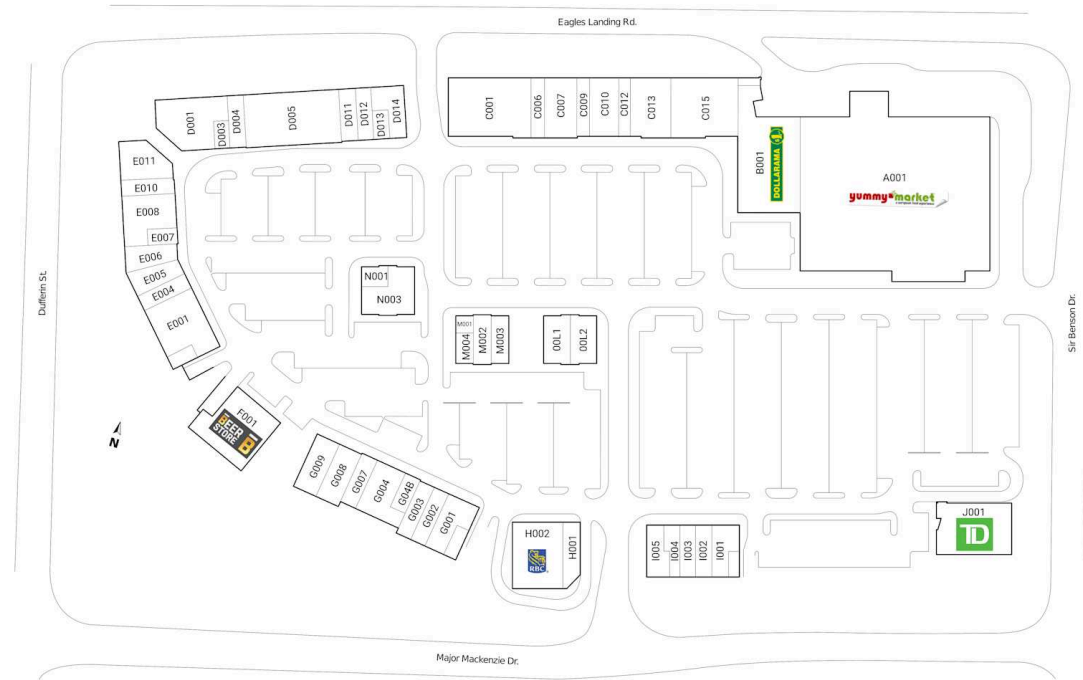 Eagles Landing Rd.
Dufferin St.
Sir Benson Dr.
Major Mackenzie Dr.
N
D001
D003
D004
D005
D011
D012
D013
D014
C001
C006
C007
C009
C010
C012
C013
C015
B001
DOLLARAMA
A001
yummy market
E011
E010
E008
E007
E006
E005
E004
E001
N001
N003
M001
M004
M002
M003
00L1
00L2
F001
BEER
STORE
B
G009
G008
G007
G004
G04B
G003
G002
G001
H002
H001
RBC
I005
I004
I003
I002
I001
J001
TD